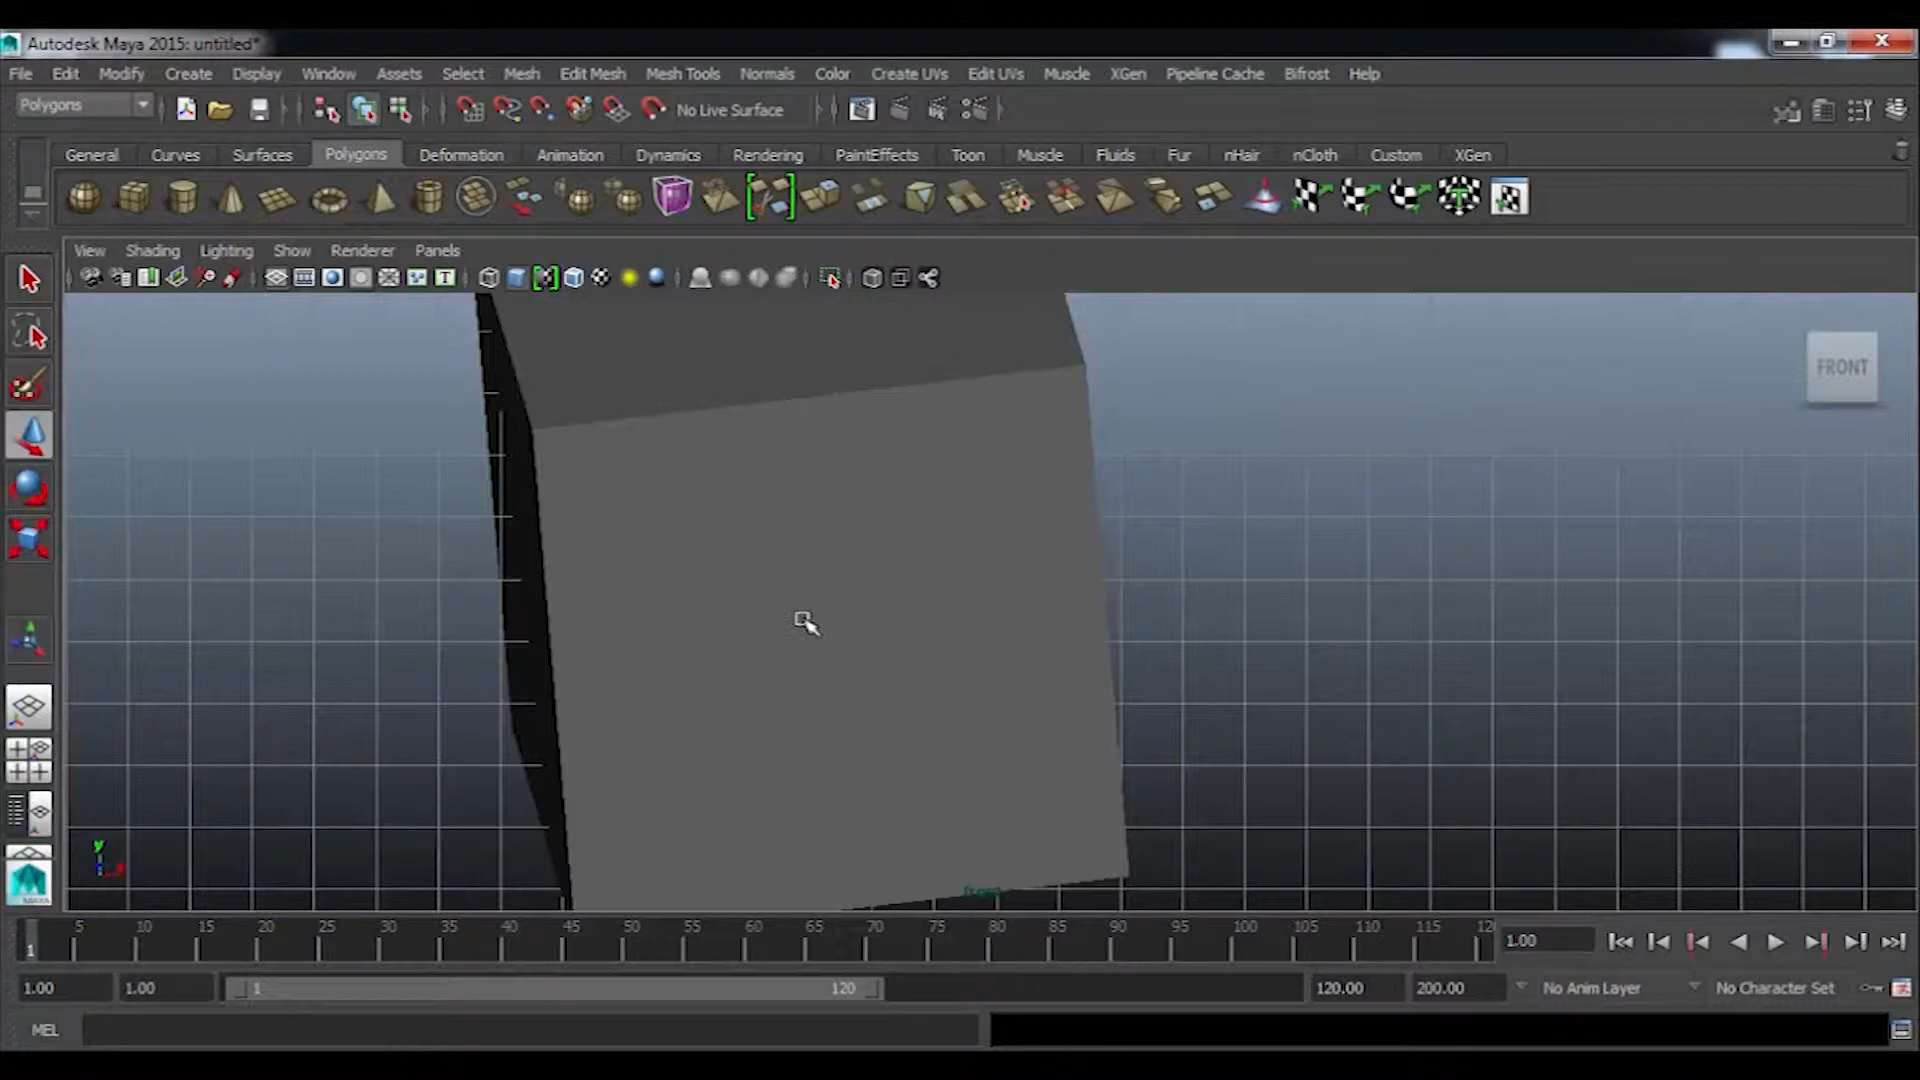 Autodesk Maya 2015: untitled*
File Edit Modify Create Display Window Assets Select Mesh Edit Mesh Mesh Tools Normals Color Create UVs Edit UVs Muscle XGen Pipeline Cache Bifrost Help
Polygons No Live Surface
General Curves Surfaces Polygons Deformation Animation Dynamics Rendering PaintEffects Toon Muscle Fluids Fur nHair nCloth Custom XGen
View Shading Lighting Show Renderer Panels
T
FRONT
y
MAYA
5 10 15 20 25 30 35 40 45 50 55 60 65 70 75 80 85 90 95 100 105 110 115 12
1 1.00
1.00 1.00 1 120 120.00 200.00 No Anim Layer No Character Set
MEL